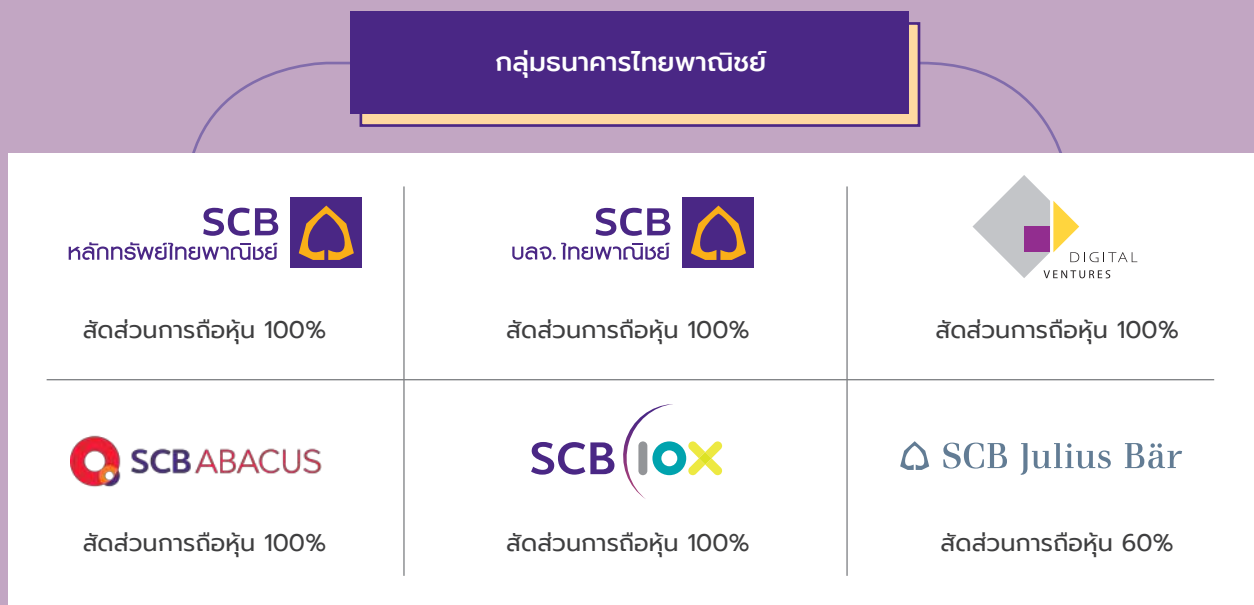 กลุ่มธนาคารไทยพาณิชย์
SCB
หลักทรัพย์ไทยพาณิชย์
สัดส่วนการถือหุ้น 100%
SCB
บลจ. ไทยพาณิชย์
สัดส่วนการถือหุ้น 100%
DIGITAL
VENTURES
สัดส่วนการถือหุ้น 100%
SCB ABACUS
สัดส่วนการถือหุ้น 100%
SCB 10X
สัดส่วนการถือหุ้น 100%
SCB Julius Bär
สัดส่วนการถือหุ้น 60%